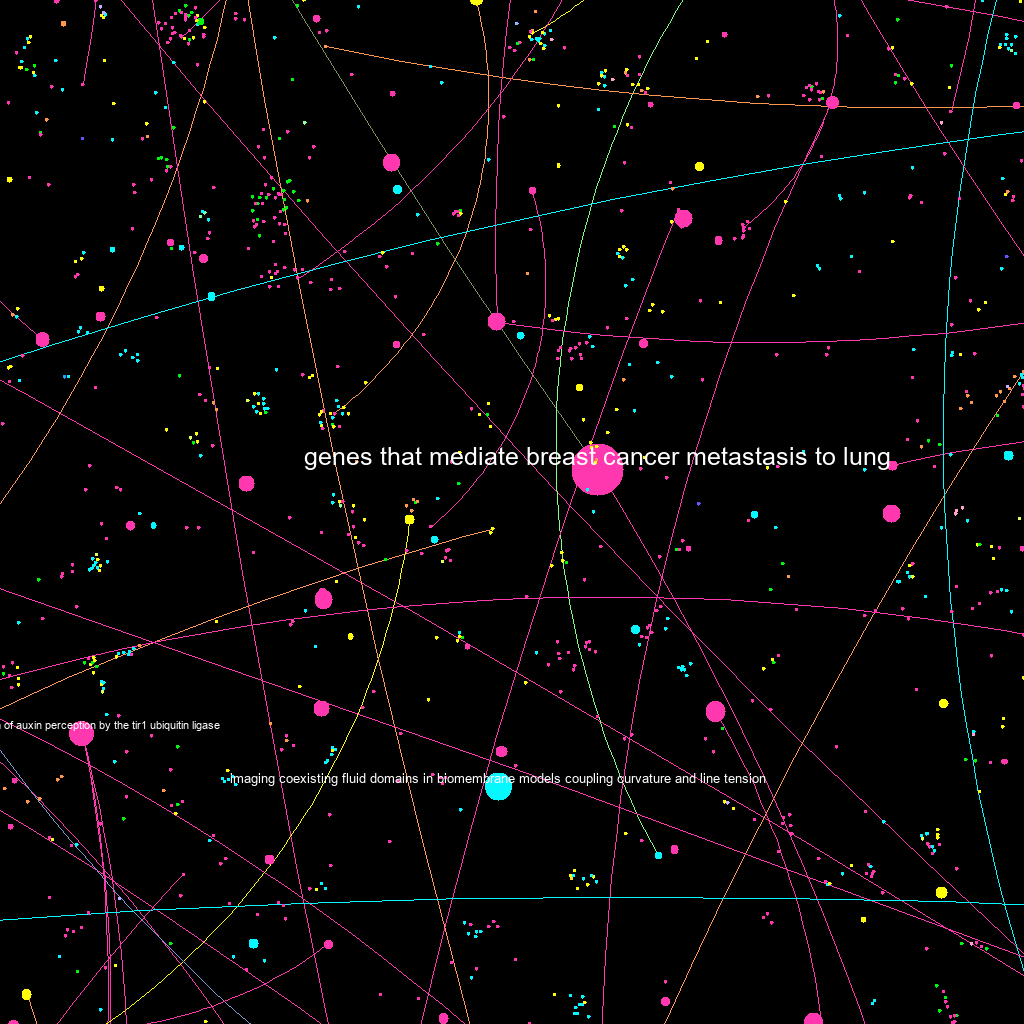 genes that mediate breast cancer metastasis to lung
of auxin perception by the tir1 ubiquitin ligase
imaging coexisting fluid domains in biomembrane models coupling curvature and line tension